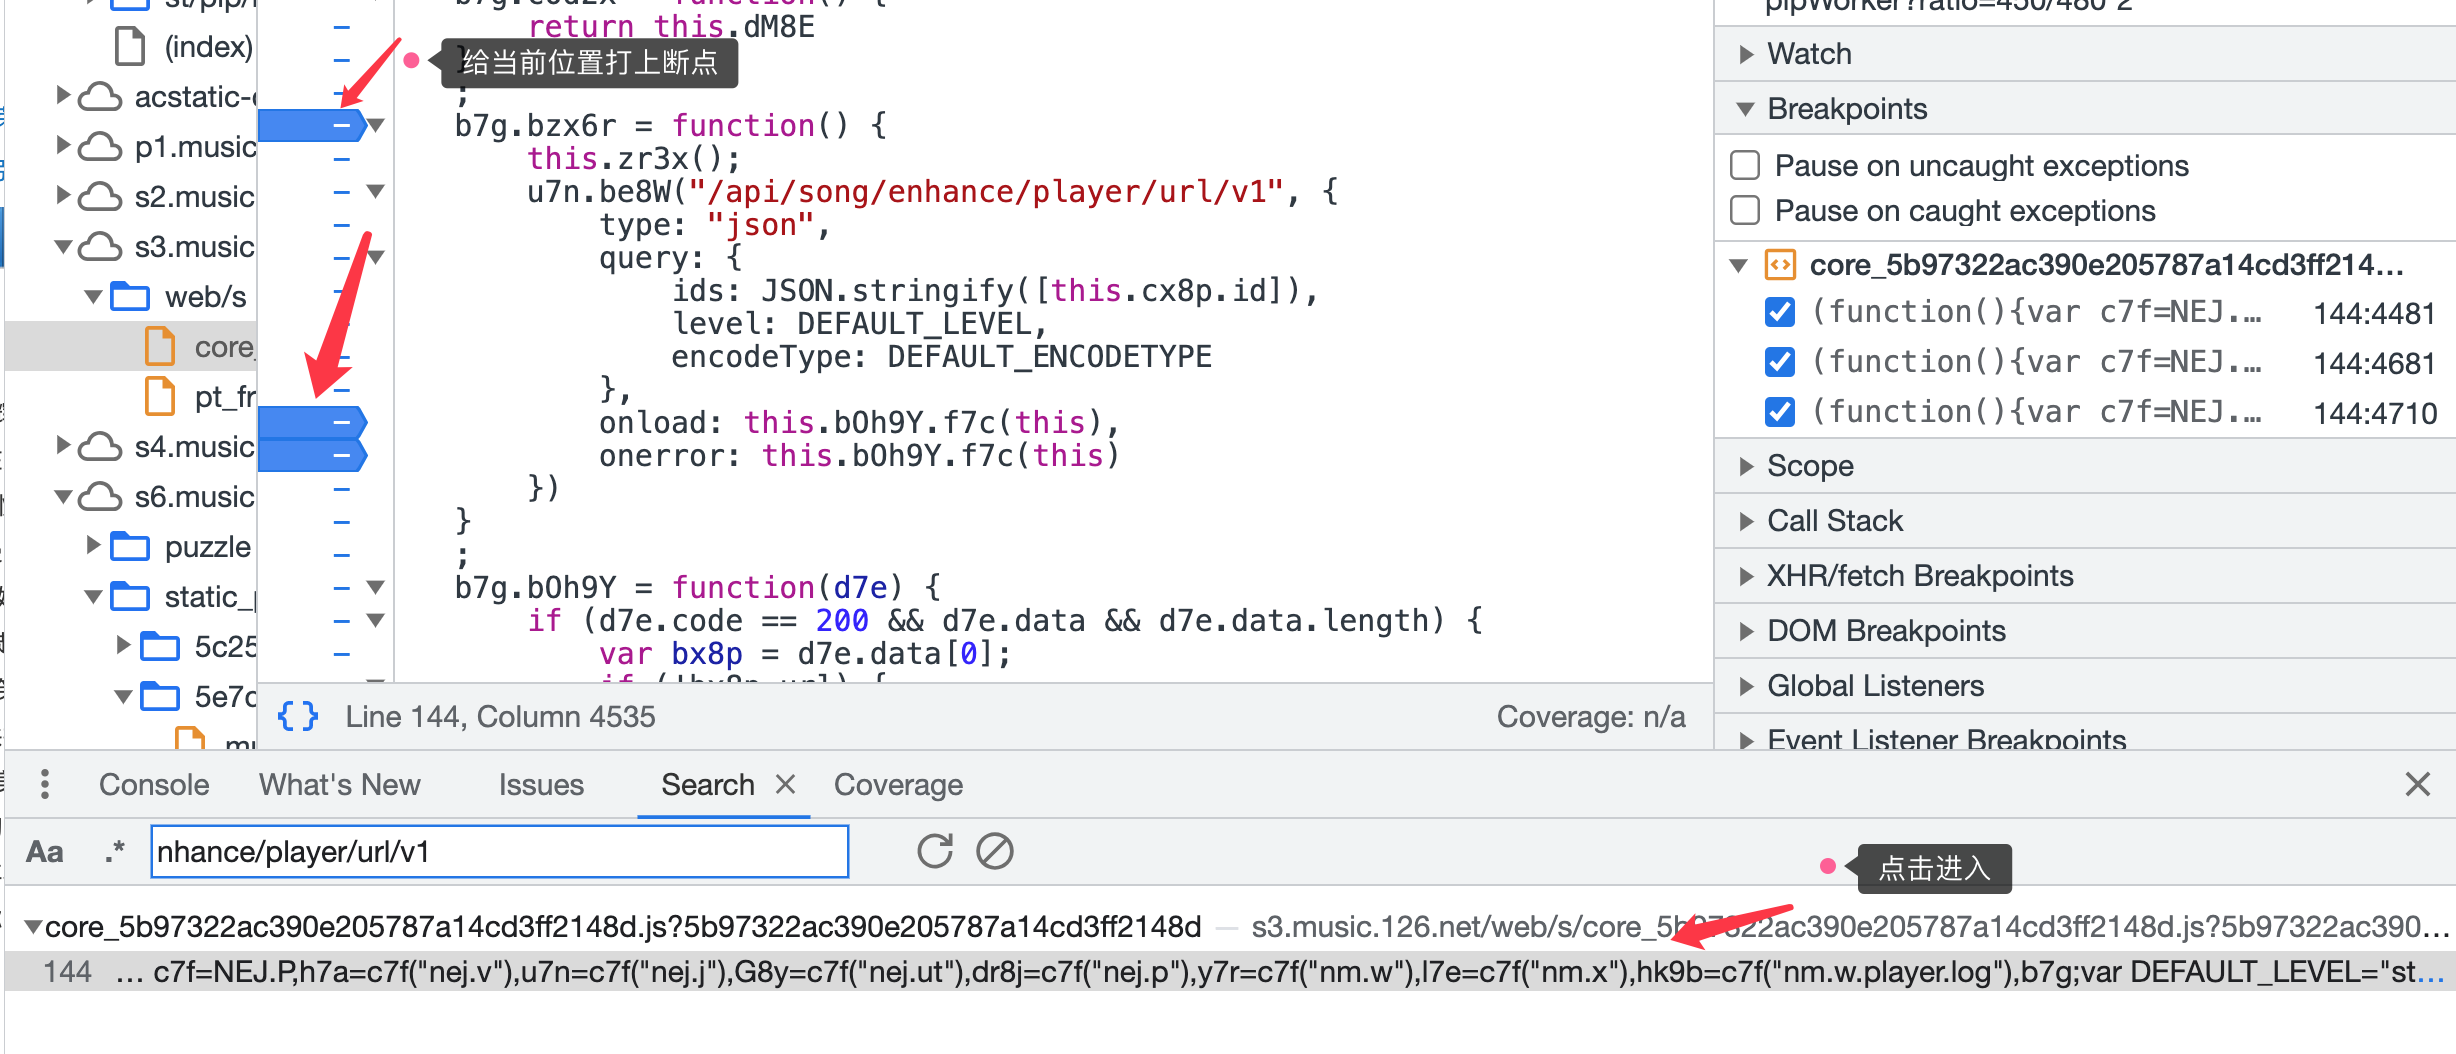 (index)
acstatic-
p1.music
s2.music
s3.music
web/s
core_
pt_fr
s4.music
s6.music
puzzle
static_
5c25
5e7c
return this.dM8E
}
给当前位置打上断点
;
b7g.bzx6r = function() {
this.zr3x();
u7n.be8W("/api/song/enhance/player/url/v1", {
type: "json",
query: {
ids: JSON.stringify([this.cx8p.id]),
level: DEFAULT_LEVEL,
encodeType: DEFAULT_ENCODETYPE
},
onload: this.bOh9Y.f7c(this),
onerror: this.bOh9Y.f7c(this)
})
}
;
b7g.bOh9Y = function(d7e) {
if (d7e.code == 200 && d7e.data && d7e.data.length) {
var bx8p = d7e.data[0];
{} Line 144, Column 4535
Coverage: n/a
pipWorker?ratio=450/480 2
Watch
Breakpoints
Pause on uncaught exceptions
Pause on caught exceptions
core_5b97322ac390e205787a14cd3ff214…
(function(){var c7f=NEJ.… 144:4481
(function(){var c7f=NEJ.… 144:4681
(function(){var c7f=NEJ.… 144:4710
Scope
Call Stack
XHR/fetch Breakpoints
DOM Breakpoints
Global Listeners
Event Listener Breakpoints
Console What's New Issues Search Coverage
Aa .* nhance/player/url/v1
点击进入
core_5b97322ac390e205787a14cd3ff2148d.js?5b97322ac390e205787a14cd3ff2148d — s3.music.126.net/web/s/core_5b97322ac390e205787a14cd3ff2148d.js?5b97322ac390…
144 … c7f=NEJ.P,h7a=c7f("nej.v"),u7n=c7f("nej.j"),G8y=c7f("nej.ut"),dr8j=c7f("nej.p"),y7r=c7f("nm.w"),l7e=c7f("nm.x"),hk9b=c7f("nm.w.player.log"),b7g;var DEFAULT_LEVEL="st…